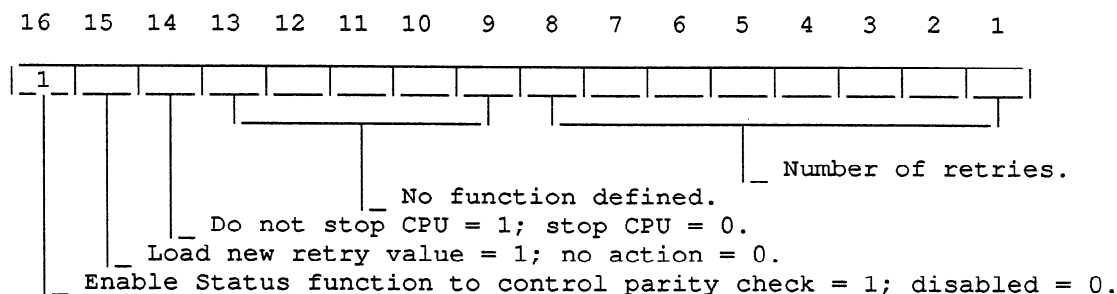 16 15 14 13 12 11 10 9 8 7 6 5 4 3 2 1
1
Number of retries.
No function defined.
Do not stop CPU = 1; stop CPU = 0.
Load new retry value = 1; no action = 0.
Enable Status function to control parity check = 1; disabled = 0.